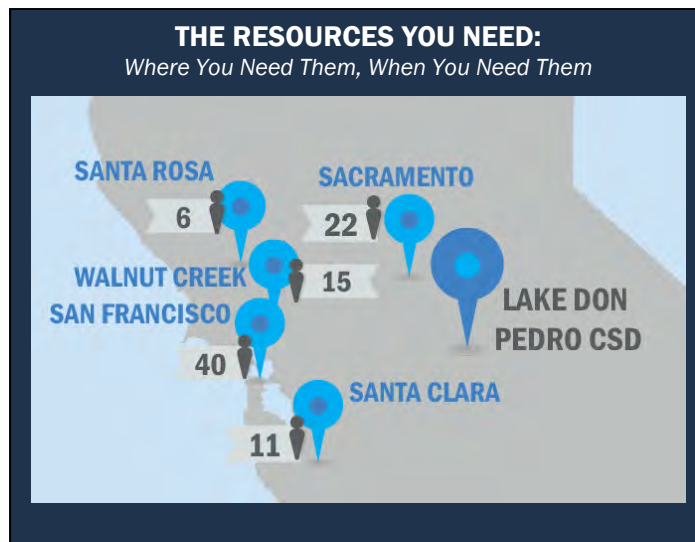 THE RESOURCES YOU NEED:
Where You Need Them, When You Need Them
SANTA ROSA
6
SACRAMENTO
22
WALNUT CREEK
15
SAN FRANCISCO
40
LAKE DON
PEDRO CSD
SANTA CLARA
11